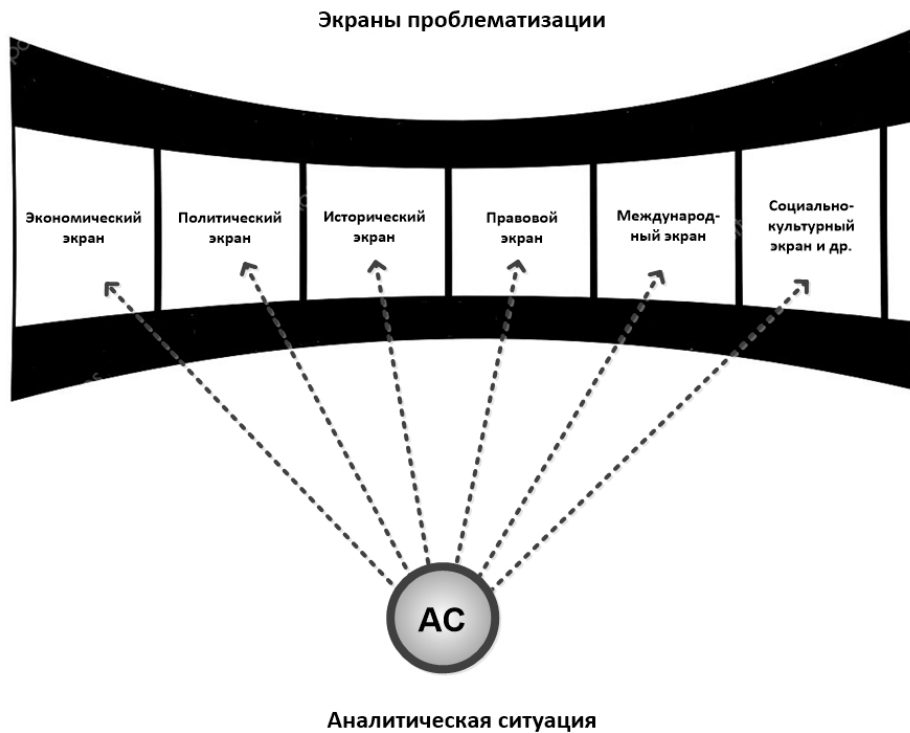 Экраны проблематизации
Экономический
экран
Политический
экран
Исторический
экран
Правовой
экран
Международ-
ный экран
Социально-
культурный
экран и др.
АС
Аналитическая ситуация